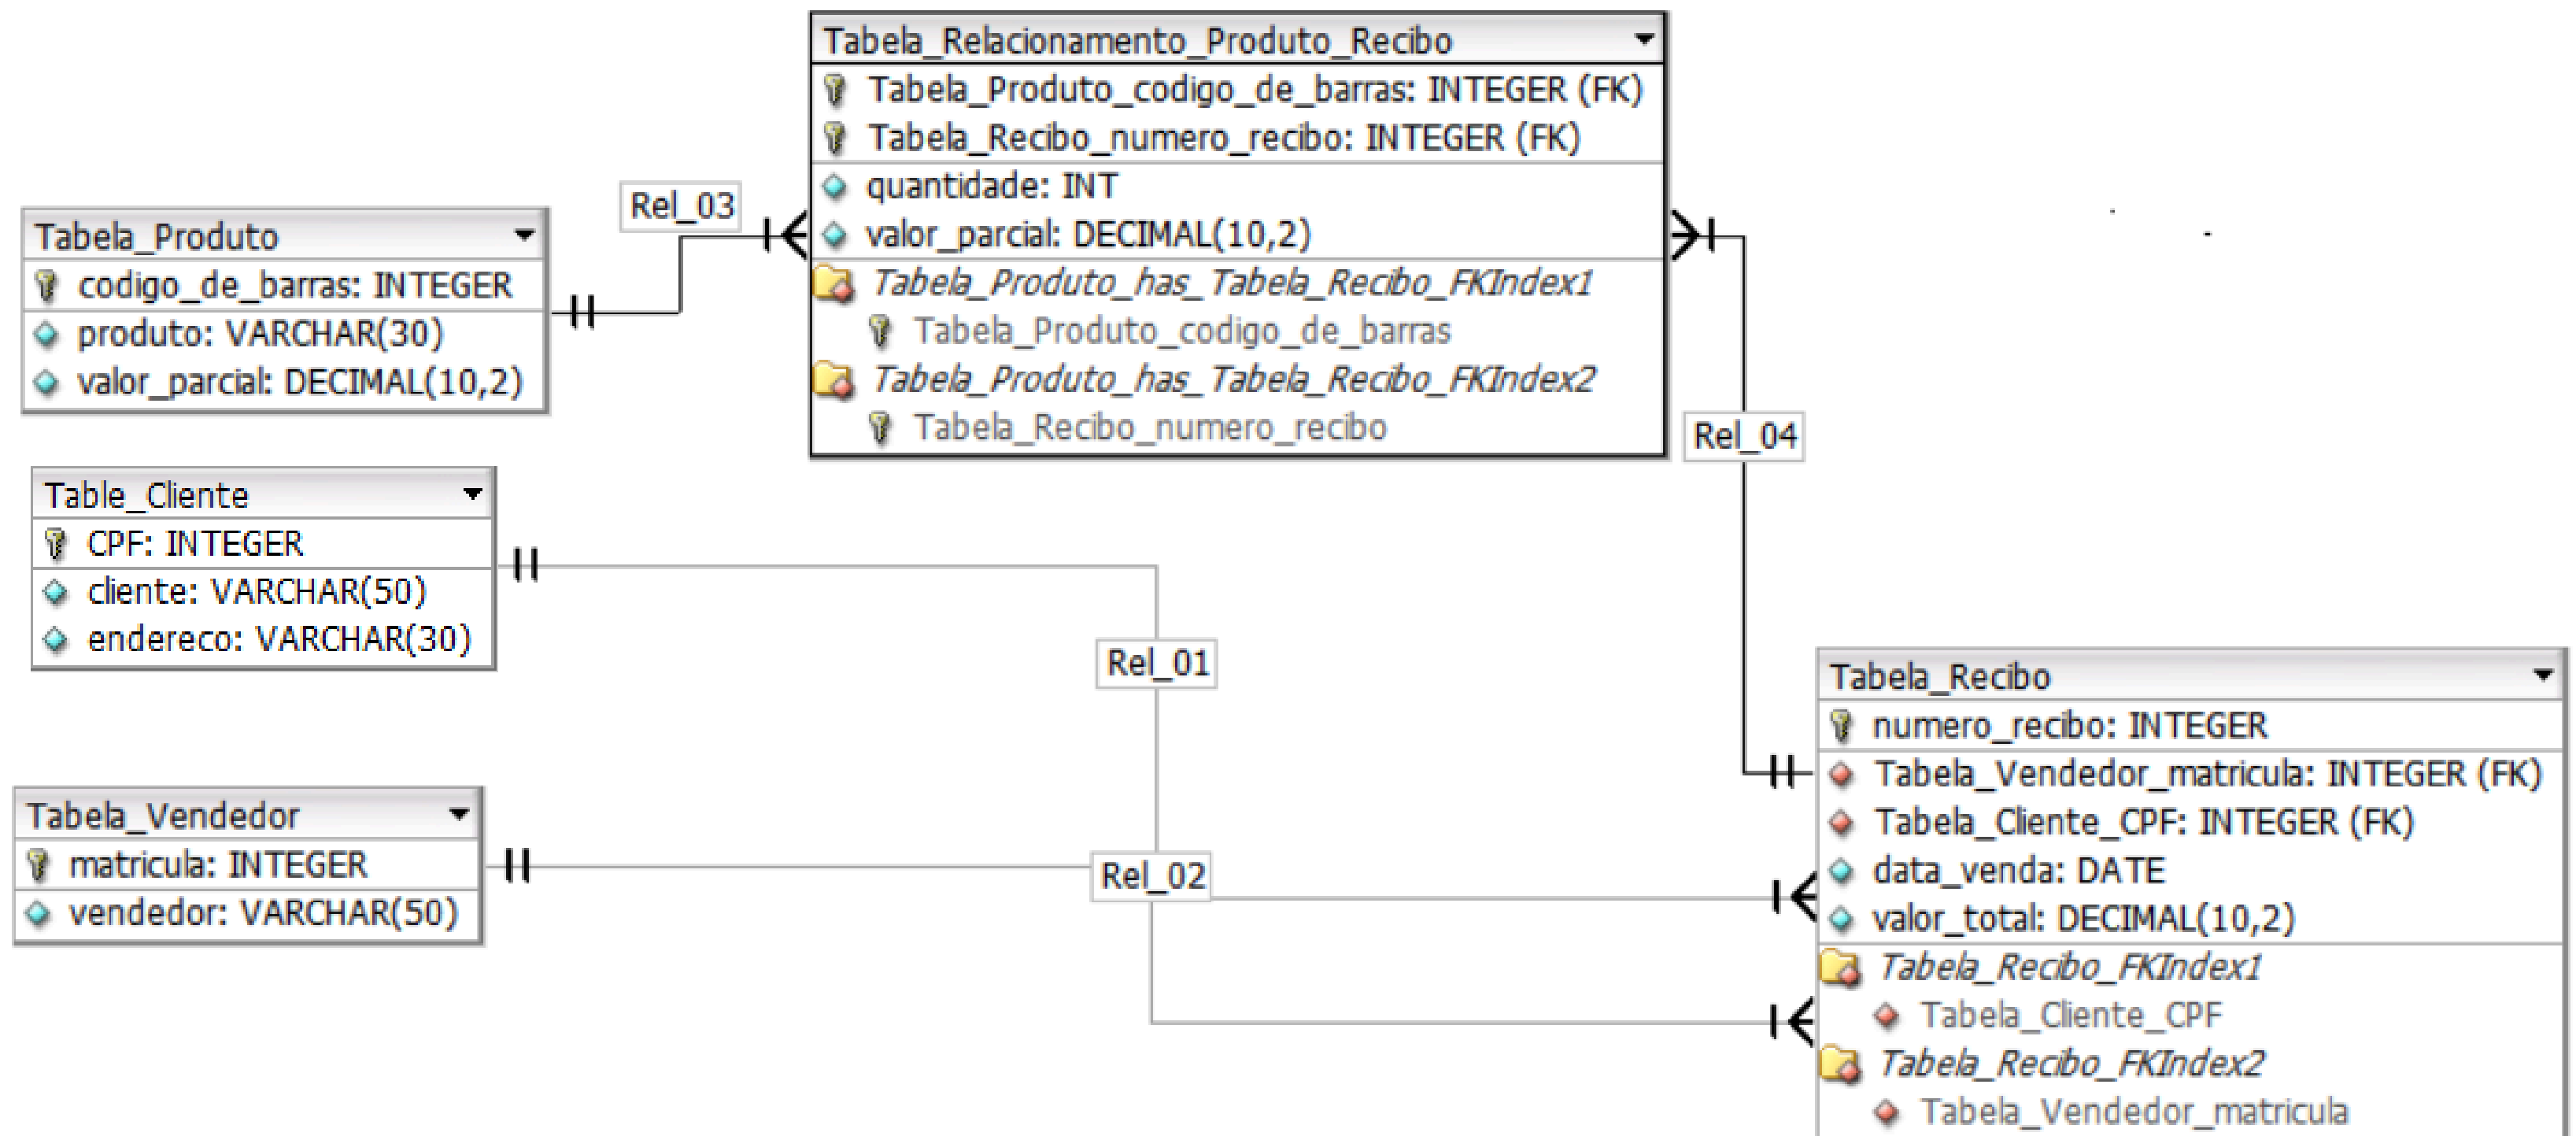 Tabela_Relacionamento_Produto_Recibo
Tabela_Produto_codigo_de_barras: INTEGER (FK)
Tabela_Recibo_numero_recibo: INTEGER (FK)
quantidade: INT
valor_parcial: DECIMAL(10,2)
Tabela_Produto_has_Tabela_Recibo_FKIndex1
Tabela_Produto_codigo_de_barras
Tabela_Produto_has_Tabela_Recibo_FKIndex2
Tabela_Recibo_numero_recibo
Rel_03
Tabela_Produto
codigo_de_barras: INTEGER
produto: VARCHAR(30)
valor_parcial: DECIMAL(10,2)
Rel_04
Table_Cliente
CPF: INTEGER
cliente: VARCHAR(50)
endereco: VARCHAR(30)
Rel_01
Tabela_Vendedor
matricula: INTEGER
vendedor: VARCHAR(50)
Rel_02
Tabela_Recibo
numero_recibo: INTEGER
Tabela_Vendedor_matricula: INTEGER (FK)
Tabela_Cliente_CPF: INTEGER (FK)
data_venda: DATE
valor_total: DECIMAL(10,2)
Tabela_Recibo_FKIndex1
Tabela_Cliente_CPF
Tabela_Recibo_FKIndex2
Tabela_Vendedor_matricula